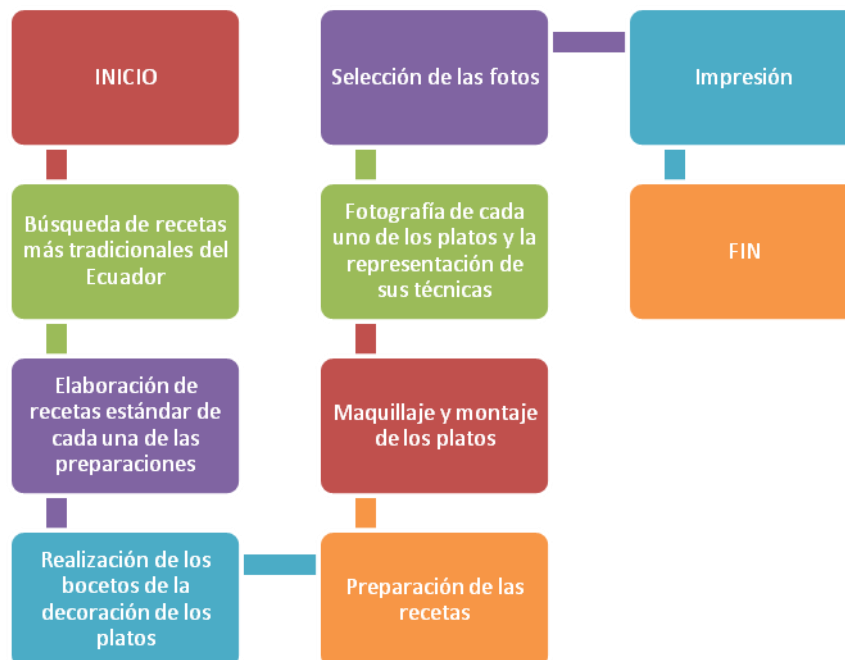 INICIO
Búsqueda de recetas
más tradicionales del
Ecuador
Elaboración de
recetas estándar de
cada una de las
preparaciones
Realización de los
bocetos de la
decoración de los
platos
Preparación de las
recetas
Maquillaje y montaje
de los platos
Fotografía de cada
uno de los platos y la
representación de
sus técnicas
Selección de las fotos
Impresión
FIN